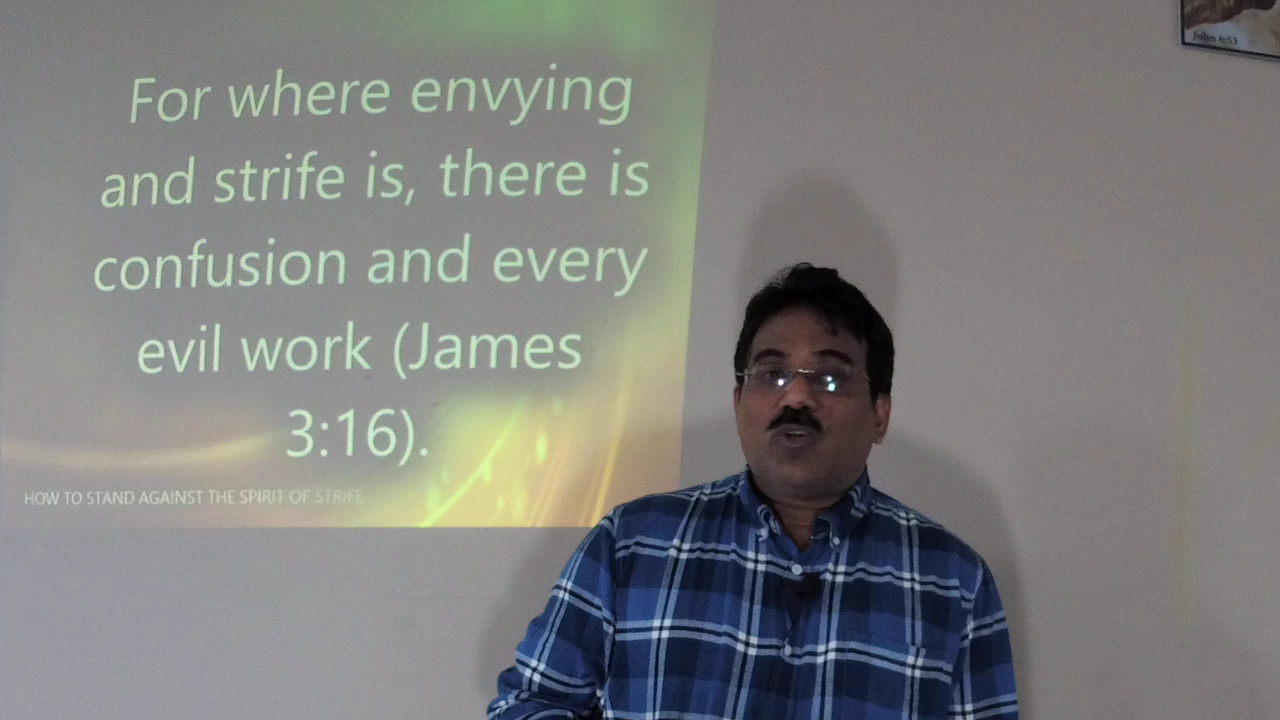 For where envying
and strife is, there is
confusion and every
evil work (James
3:16).
HOW TO STAND AGAINST THE SPIRIT OF STRIFE
John 6:53